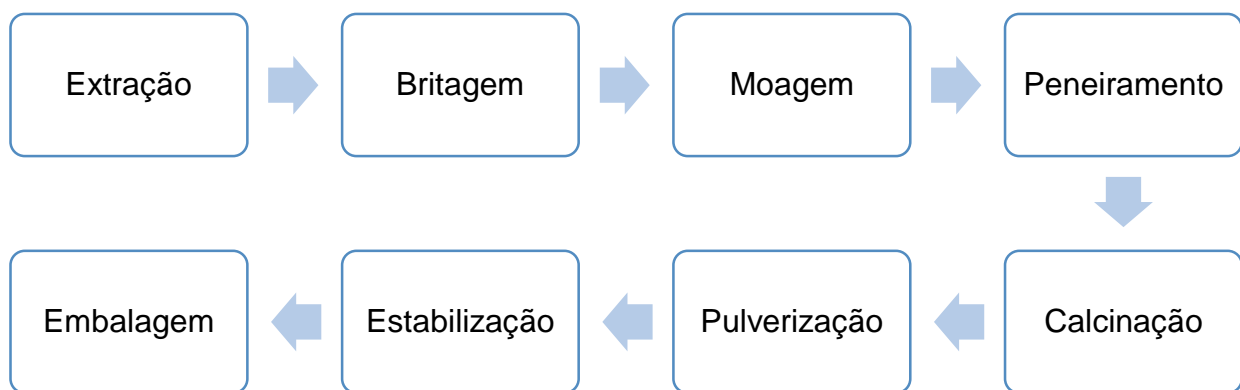 Extração
Britagem
Moagem
Peneiramento
Calcinação
Pulverização
Estabilização
Embalagem